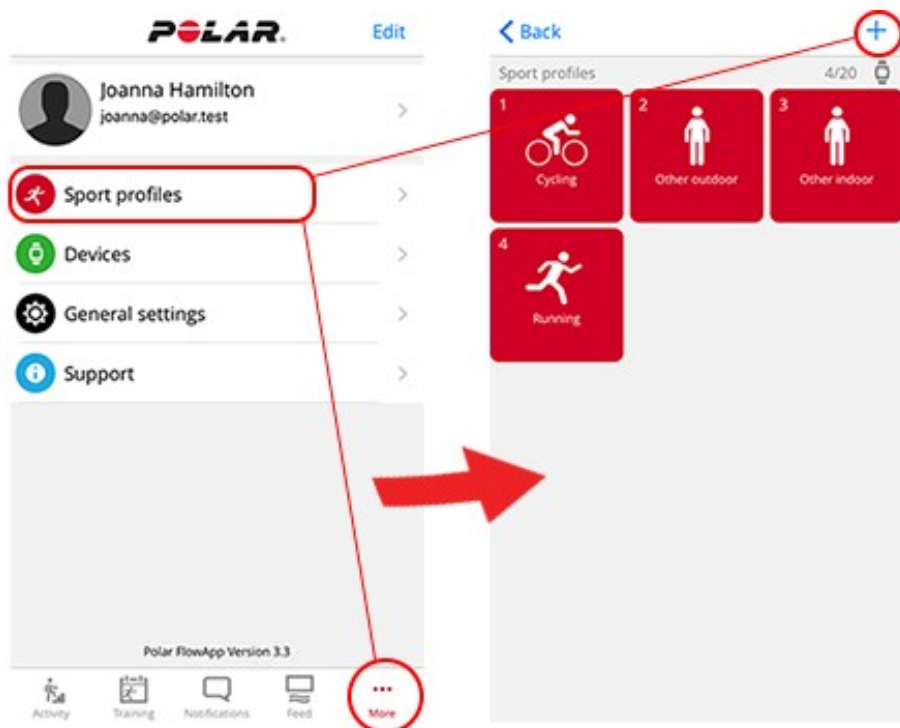 POLAR.
Edit
Joanna Hamilton
joanna@polar.test
Sport profiles
Devices
General settings
Support
Polar FlowApp Version 3.3
Activity
Training
Notifications
Feed
More
Back
+
Sport profiles
4/20
1
Cycling
2
Other outdoor
3
Other indoor
4
Running